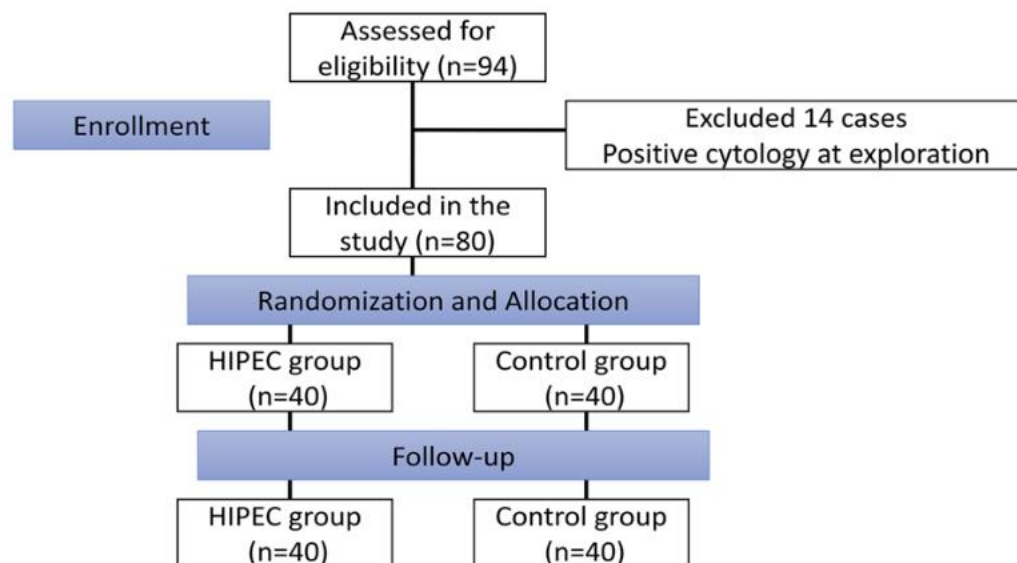 Assessed for
eligibility (n=94)
Enrollment
Excluded 14 cases
Positive cytology at exploration
Included in the
study (n=80)
Randomization and Allocation
HIPEC group
(n=40)
Control group
(n=40)
Follow-up
HIPEC group
(n=40)
Control group
(n=40)